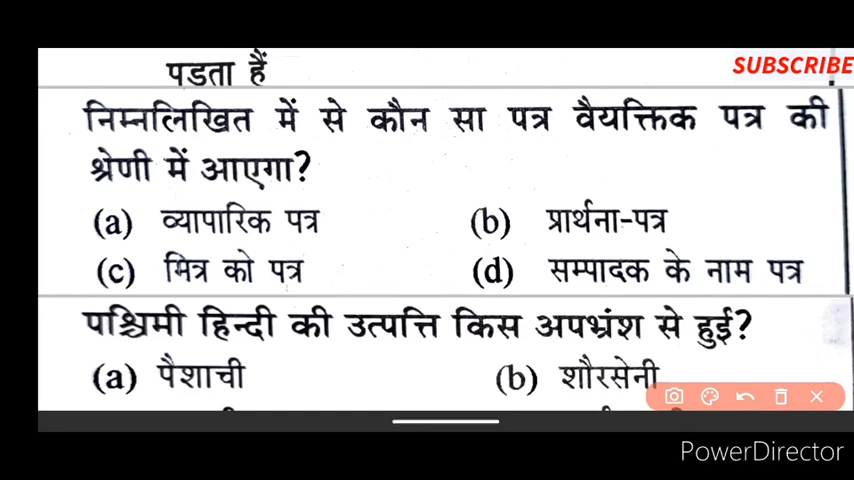 पडता हैं
SUBSCRIBE
निम्नलिखित में से कौन सा पत्र वैयक्तिक पत्र की
श्रेणी में आएगा?
(a) व्यापारिक पत्र (b) प्रार्थना-पत्र
(c) मित्र को पत्र (d) सम्पादक के नाम पत्र
पश्चिमी हिन्दी की उत्पत्ति किस अपभ्रंश से हुई?
(a) पैशाची (b) शौरसेनी
PowerDirector